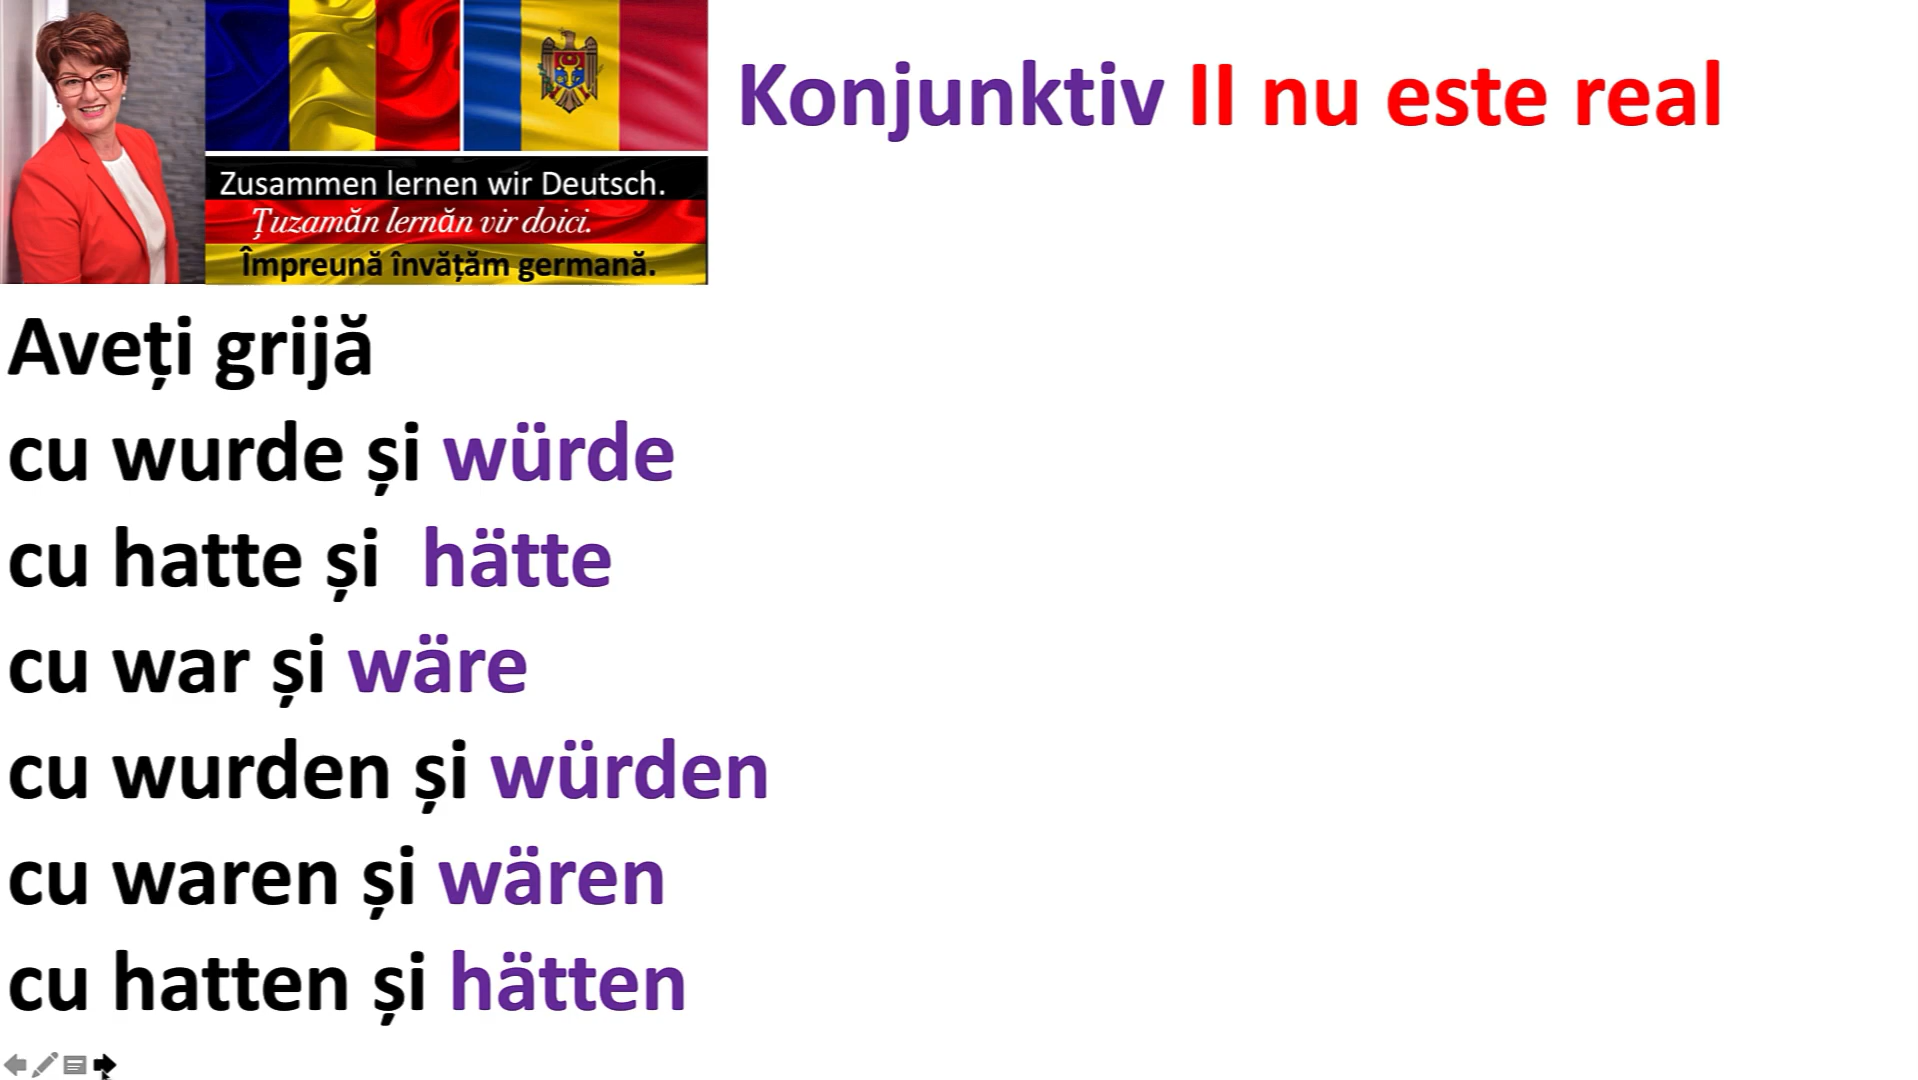 Konjunktiv II nu este real
Zusammen lernen wir Deutsch.
Țuzamăn lernăn vir doici.
Împreună învățăm germană.
Aveți grijă
cu wurde și würde
cu hatte și hätte
cu war și wäre
cu wurden și würden
cu waren și wären
cu hatten și hätten